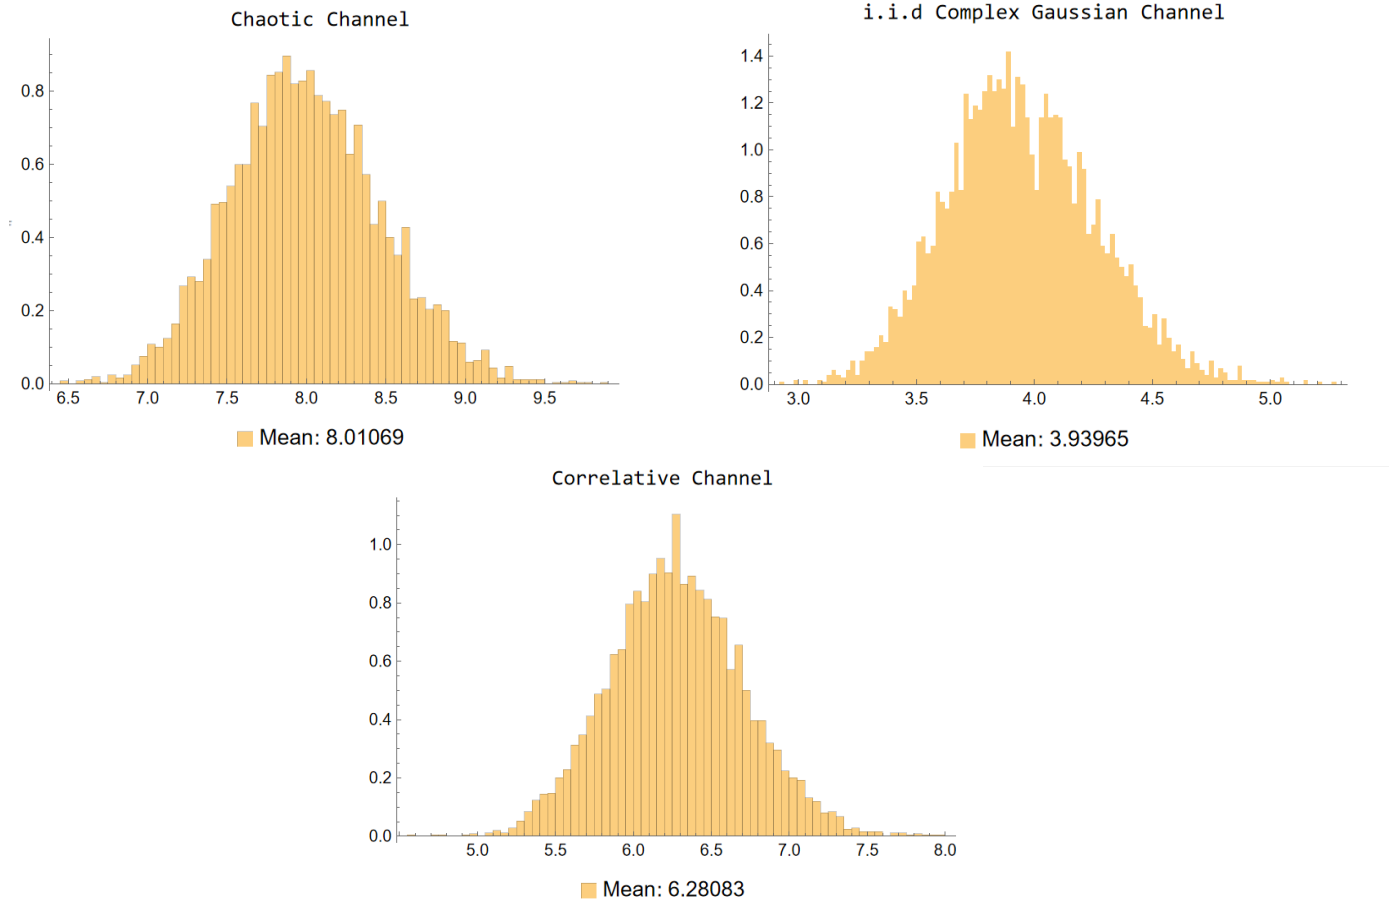 Chaotic Channel
0.8
0.6
0.4
0.2
0.0
6.5 7.0 7.5 8.0 8.5 9.0 9.5
Mean: 8.01069
i.i.d Complex Gaussian Channel
1.4
1.2
1.0
0.8
0.6
0.4
0.2
0.0
3.0 3.5 4.0 4.5 5.0
Mean: 3.93965
Correlative Channel
1.0
0.8
0.6
0.4
0.2
0.0
5.0 5.5 6.0 6.5 7.0 7.5 8.0
Mean: 6.28083